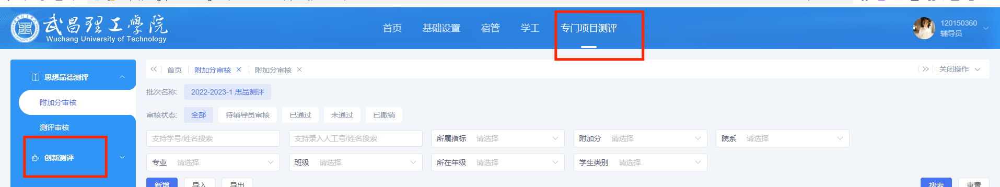 武昌理工学院
Wuchang University of Technology
首页 基础设置 宿管 学工 专门项目测评
120150360
辅导员
思想品德测评
附加分审核
测评审核
创新测评
首页 附加分审核 × 附加分审核 × 关闭操作
批次名称: 2022-2023-1 思品测评
审核状态: 全部 待辅导员审核 已通过 未通过 已撤销
支持学号/姓名搜索 支持录入人工号/姓名搜索 所属指标 请选择 附加分 请选择 院系 请选择
专业 请选择 班级 请选择 所在年级 请选择 学生类别 请选择
新增 导入 导出 搜索 重置